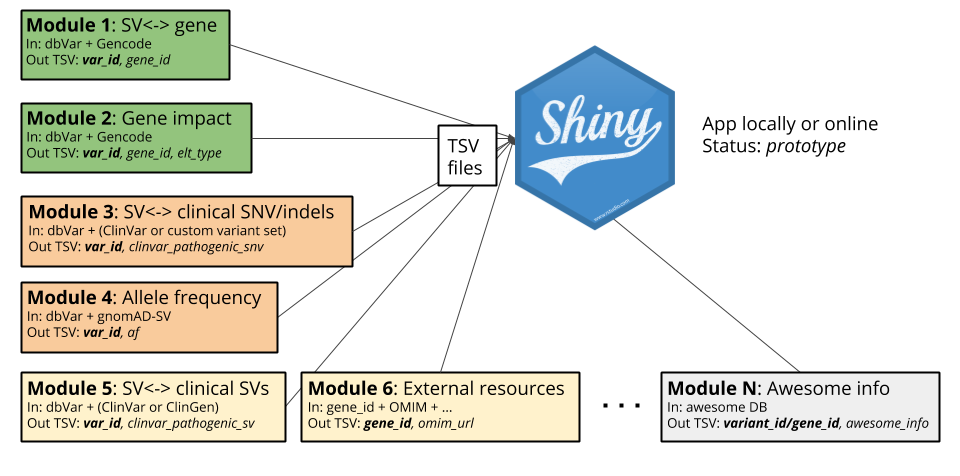 Module 1: SV<-> gene
In: dbVar + Gencode
Out TSV: var_id, gene_id
Module 2: Gene impact
In: dbVar + Gencode
Out TSV: var_id, gene_id, elt_type
Module 3: SV<-> clinical SNV/indels
In: dbVar + (ClinVar or custom variant set)
Out TSV: var_id, clinvar_pathogenic_snv
Module 4: Allele frequency
In: dbVar + gnomAD-SV
Out TSV: var_id, af
Module 5: SV<-> clinical SVs
In: dbVar + (ClinVar or ClinGen)
Out TSV: var_id, clinvar_pathogenic_sv
Module 6: External resources
In: gene_id + OMIM + ...
Out TSV: gene_id, omim_url
. . .
Module N: Awesome info
In: awesome DB
Out TSV: variant_id/gene_id, awesome_info
TSV
files
Shiny
www.rstudio.com
App locally or online
Status: prototype